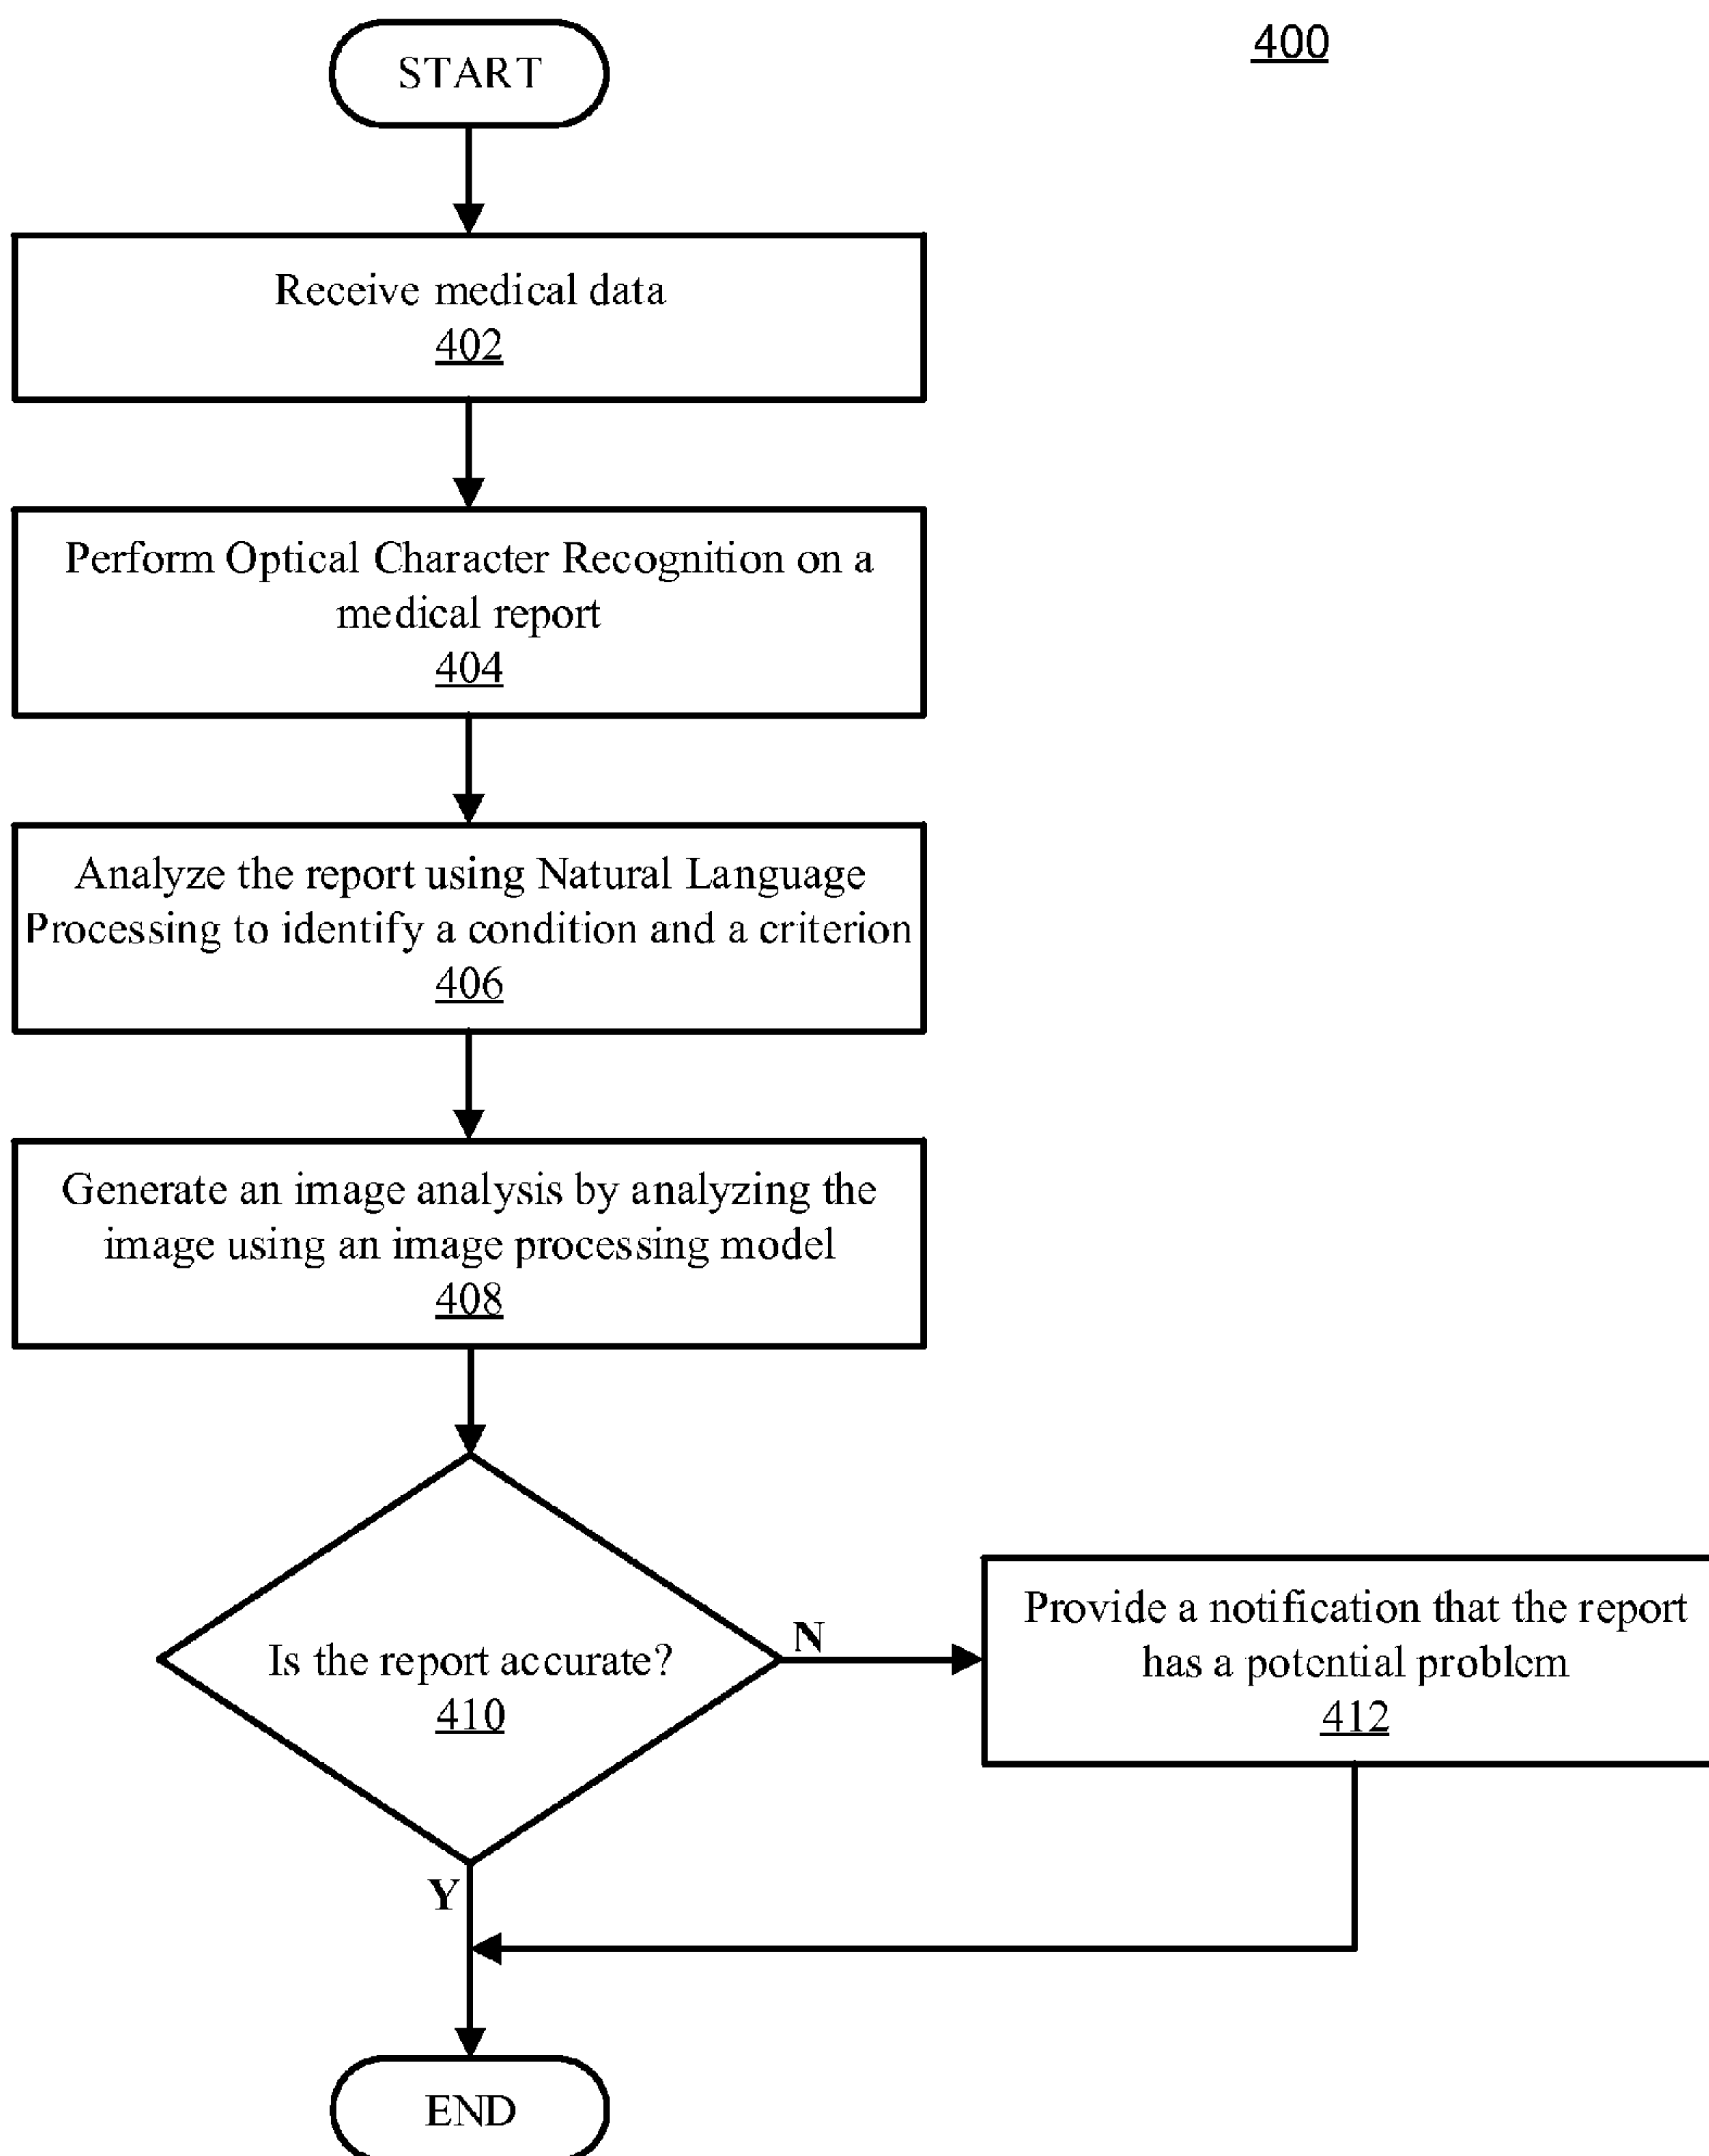 400
START
Receive medical data
402
Perform Optical Character Recognition on a
medical report
404
Analyze the report using Natural Language
Processing to identify a condition and a criterion
406
Generate an image analysis by analyzing the
image using an image processing model
408
Is the report accurate?
410
N
Provide a notification that the report
has a potential problem
412
Y
END